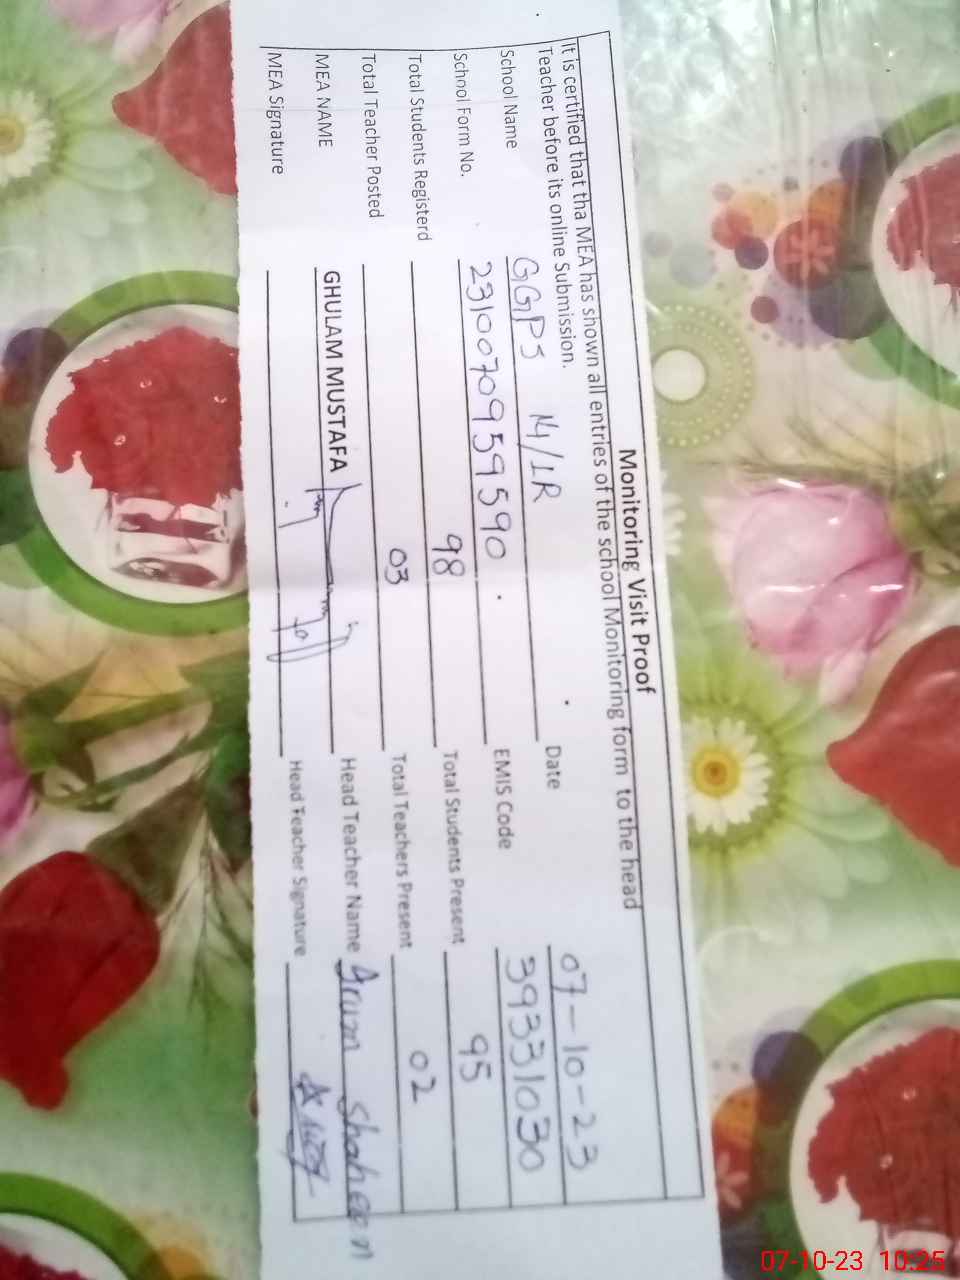 Monitoring Visit Proof
It is certified that tha MEA has shown all entries of the school Monitoring form to the head
Teacher before its online Submission.
School Name GGPS 14/1R Date 07-10-23
School Form No. 2310070959590 EMIS Code 39331030
Total Students Registerd 98 Total Students Present 95
Total Teacher Posted 03 Total Teachers Present 02
MEA NAME GHULAM MUSTAFA Head Teacher Name Irum Shaheen
MEA Signature Head Teacher Signature
07-10-23 10:25